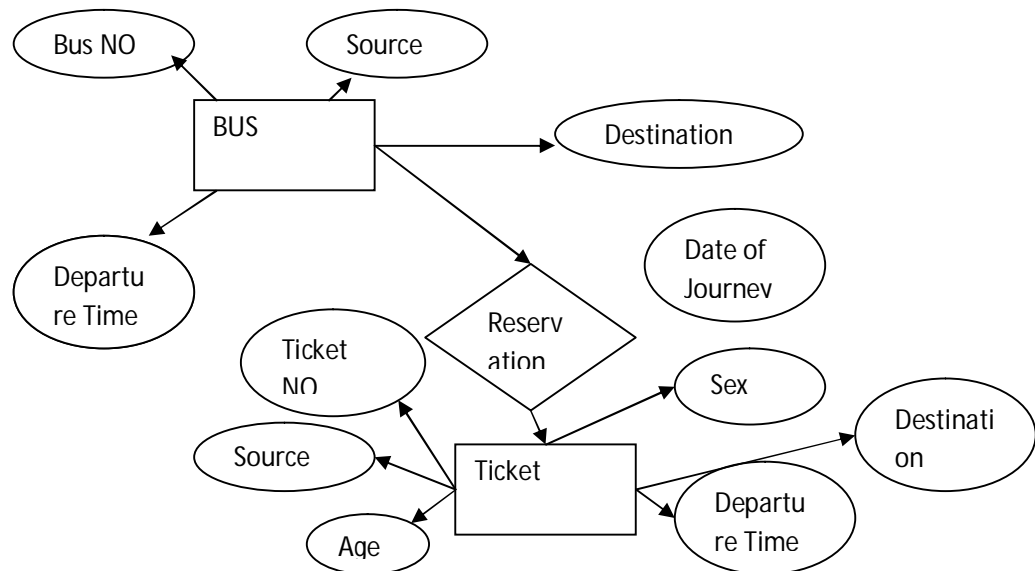 Bus NO
Source
BUS
Destination
Departu
re Time
Date of
Journey
Reserv
ation
Ticket
NO
Sex
Destinati
on
Source
Ticket
Departu
re Time
Age